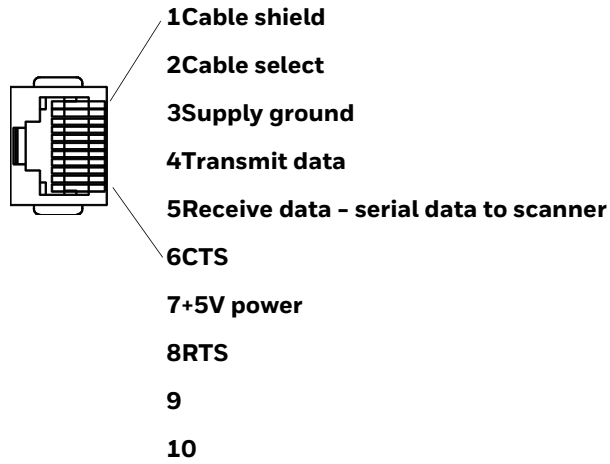 1Cable shield
2Cable select
3Supply ground
4Transmit data
5Receive data – serial data to scanner
6CTS
7+5V power
8RTS
9
10